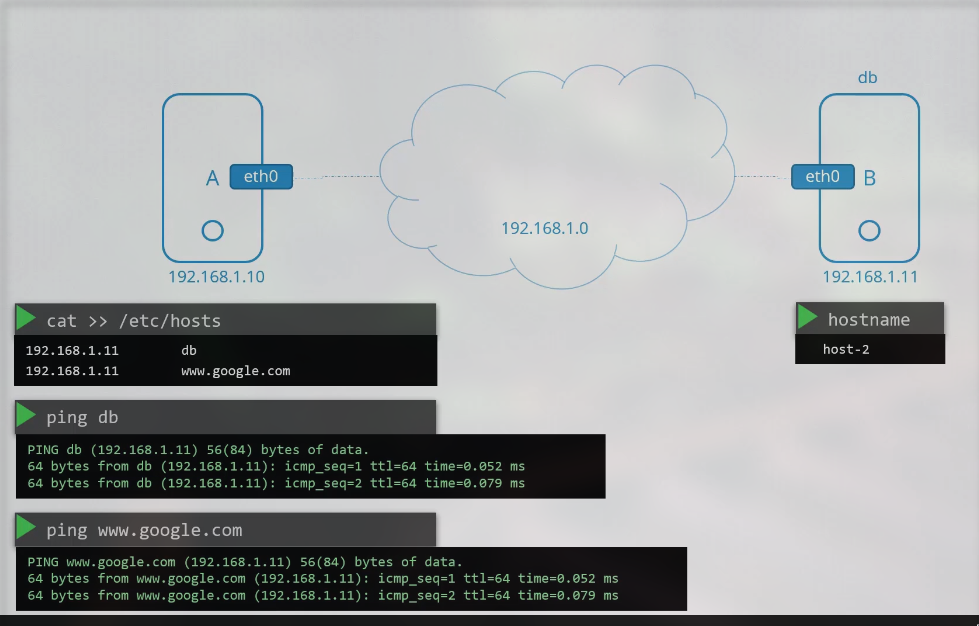 db
A
eth0
eth0
B
192.168.1.0
192.168.1.10
192.168.1.11
cat >> /etc/hosts
192.168.1.11 db
192.168.1.11 www.google.com
hostname
host-2
ping db
PING db (192.168.1.11) 56(84) bytes of data.
64 bytes from db (192.168.1.11): icmp_seq=1 ttl=64 time=0.052 ms
64 bytes from db (192.168.1.11): icmp_seq=2 ttl=64 time=0.079 ms
ping www.google.com
PING www.google.com (192.168.1.11) 56(84) bytes of data.
64 bytes from www.google.com (192.168.1.11): icmp_seq=1 ttl=64 time=0.052 ms
64 bytes from www.google.com (192.168.1.11): icmp_seq=2 ttl=64 time=0.079 ms